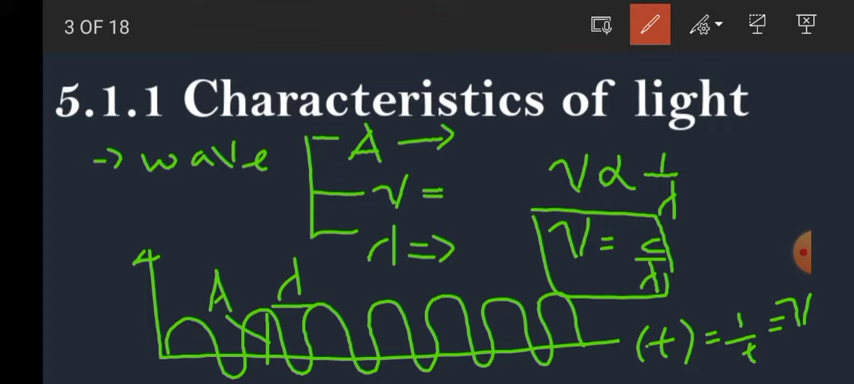 3 OF 18
5.1.1 Characteristics of light
→ wave
A →
ν =
λ ⇒
ν ∝ 1/λ
ν = c/λ
A
λ
(t) = 1/t = ν